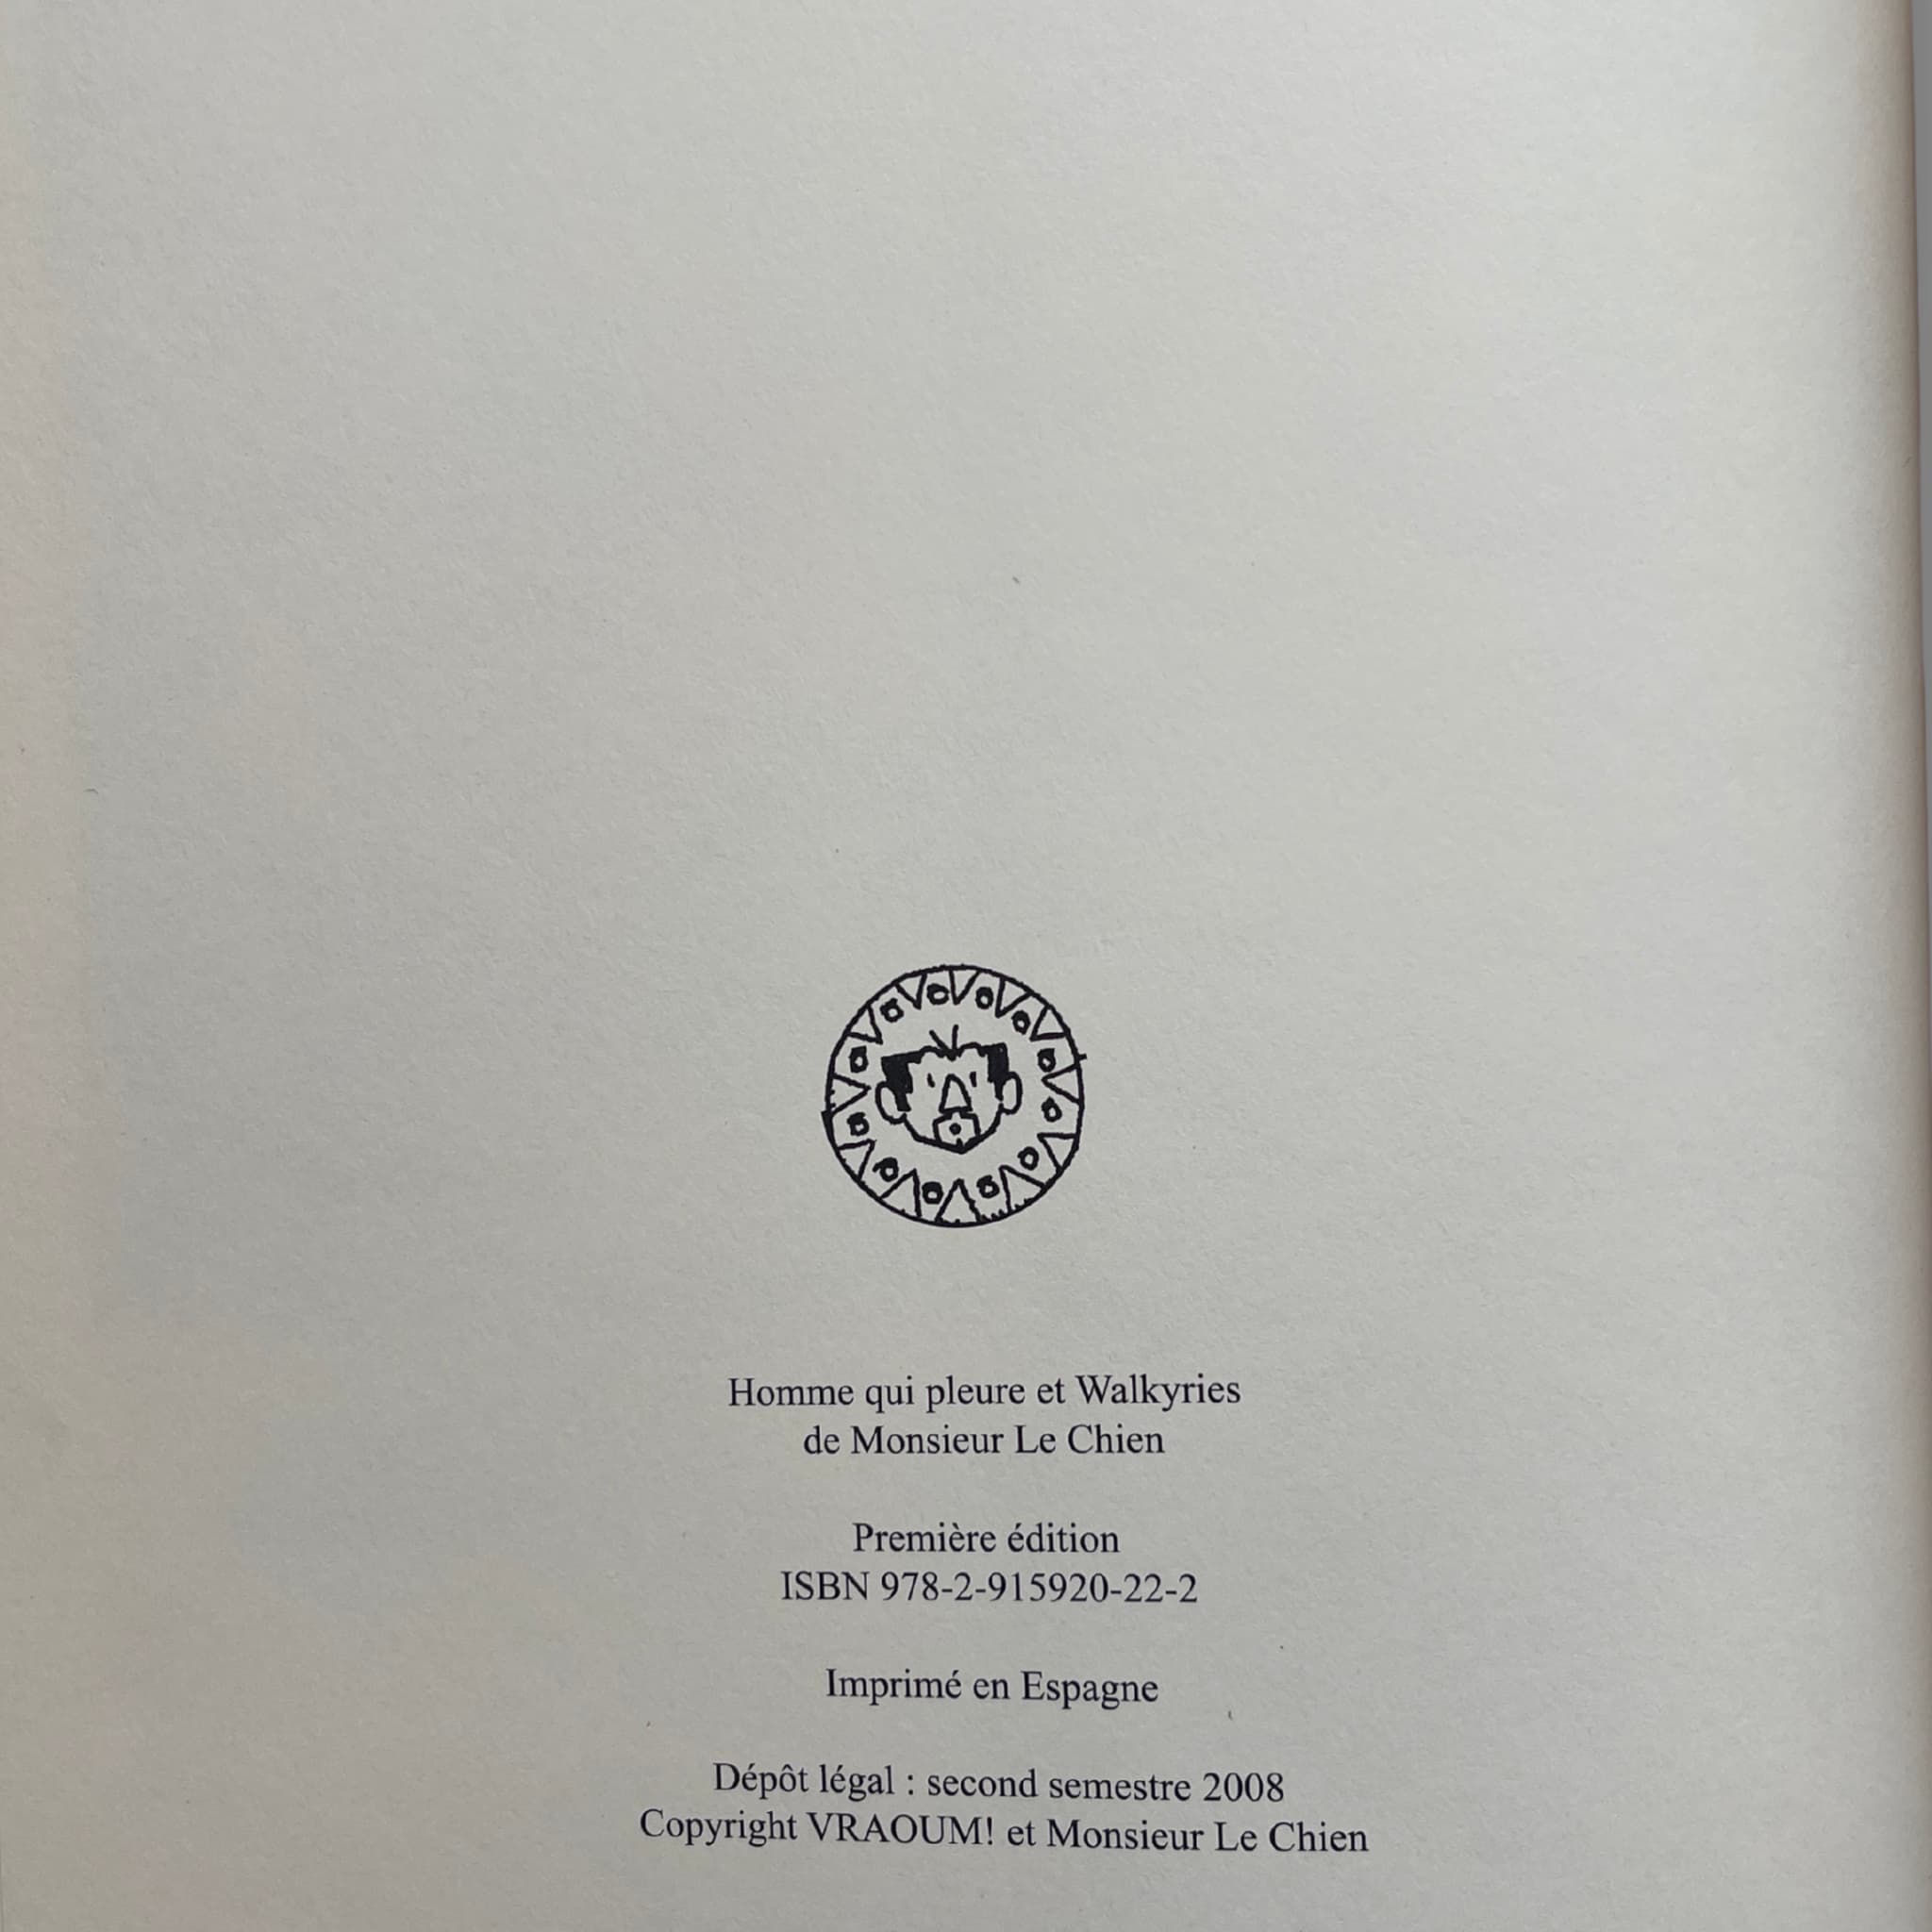 Homme qui pleure et Walkyries
de Monsieur Le Chien
Première édition
ISBN 978-2-915920-22-2
Imprimé en Espagne
Dépôt légal : second semestre 2008
Copyright VRAOUM! et Monsieur Le Chien